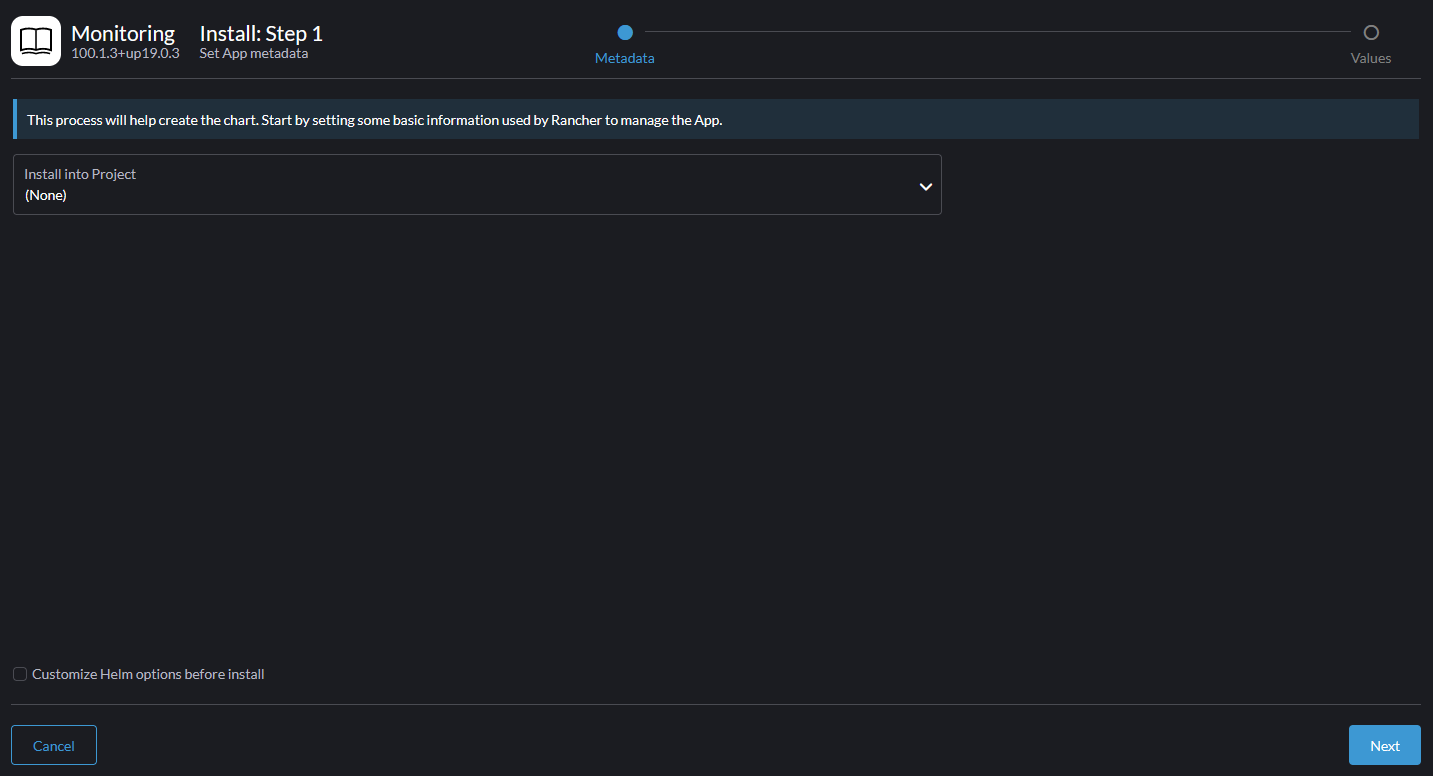 Monitoring
100.1.3+up19.0.3
Install: Step 1
Set App metadata
Metadata
Values
This process will help create the chart. Start by setting some basic information used by Rancher to manage the App.
Install into Project
(None)
Customize Helm options before install
Cancel
Next